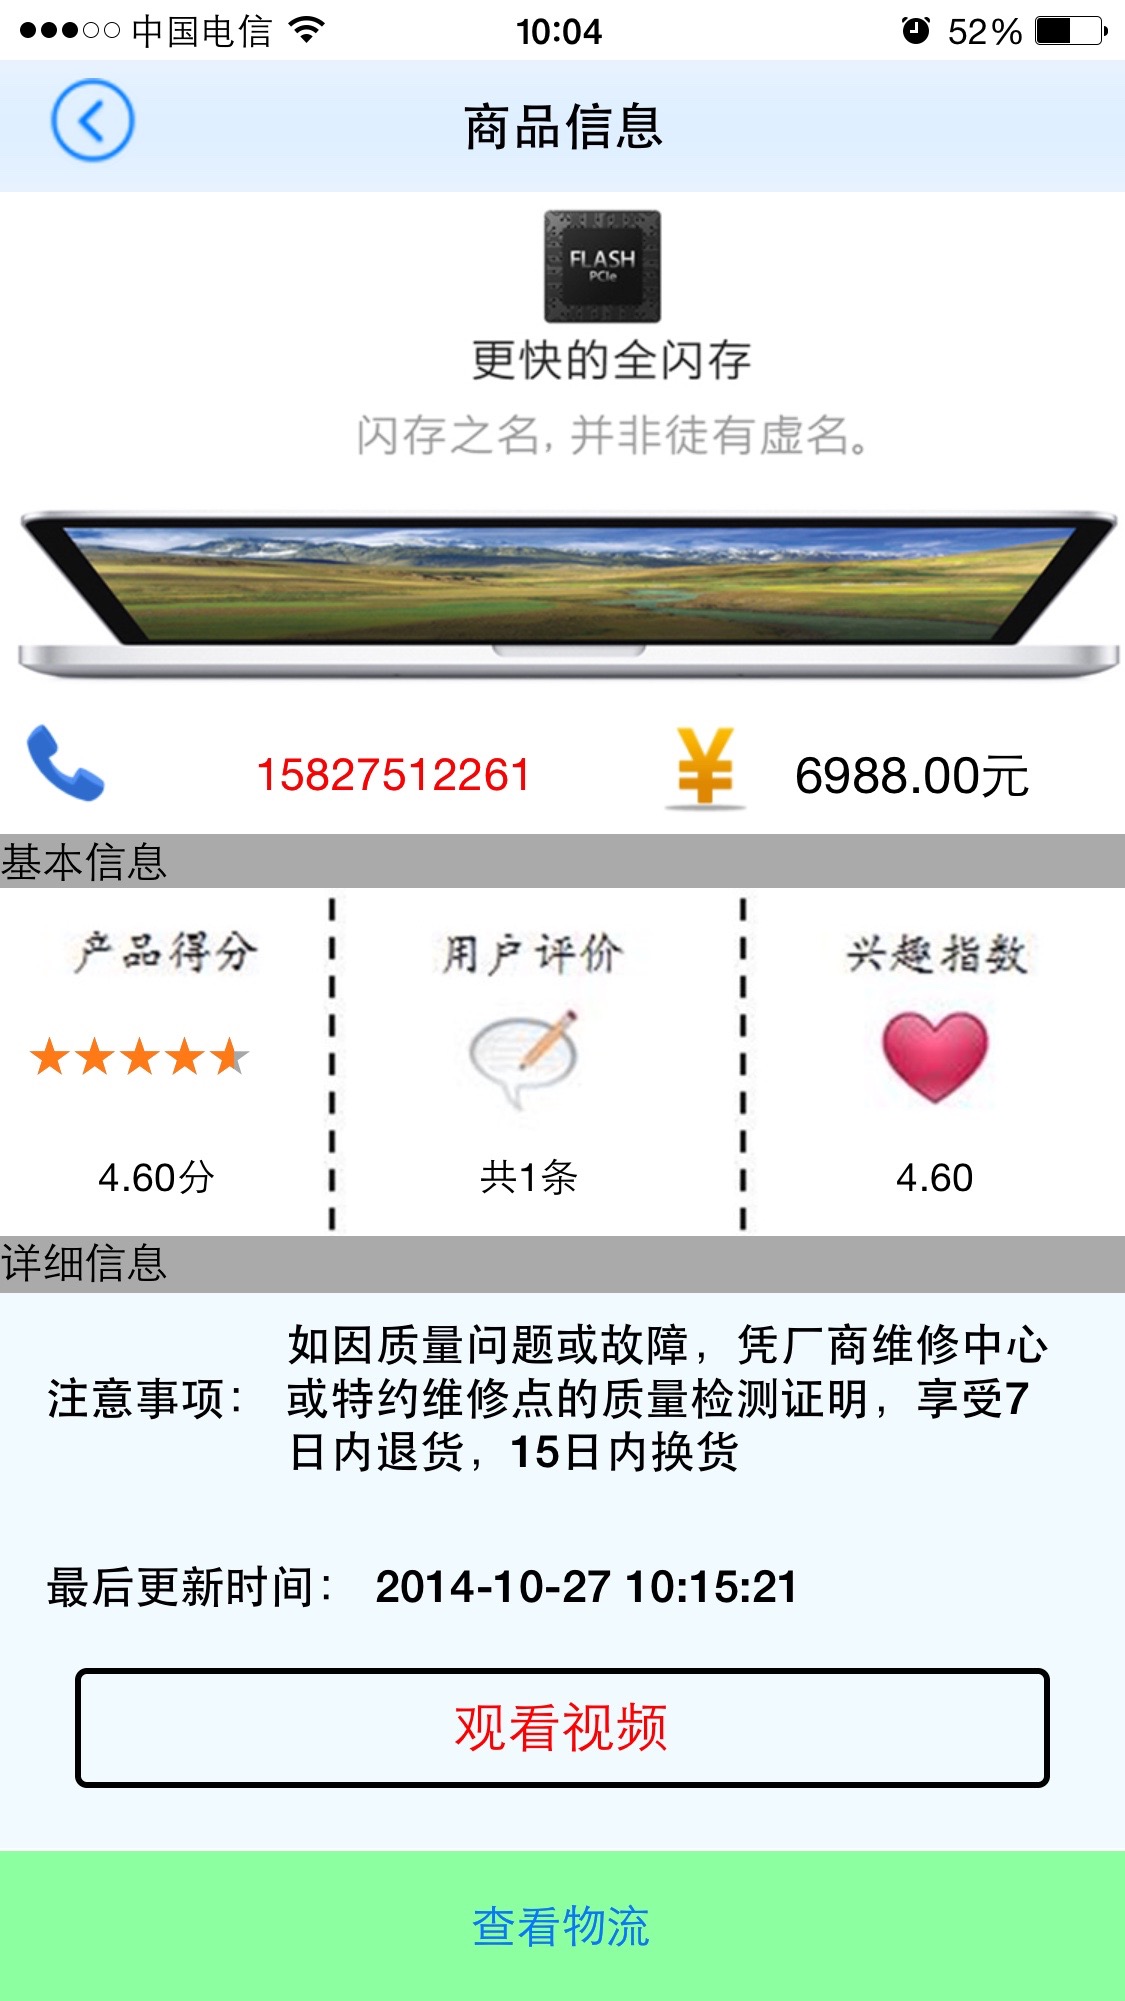 中国电信 10:04 52%
商品信息
FLASH
PCIe
更快的全闪存
闪存之名, 并非徒有虚名。
15827512261 ¥ 6988.00元
基本信息
产品得分 用户评价 兴趣指数
4.60分 共1条 4.60
详细信息
注意事项: 如因质量问题或故障，凭厂商维修中心
或特约维修点的质量检测证明，享受7
日内退货，15日内换货
最后更新时间: 2014-10-27 10:15:21
观看视频
查看物流